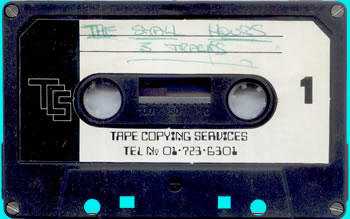 THE SMALL HOURS
5 TRACKS
TS
1
TAPE COPYING SERVICES
TEL No 01·723·6301